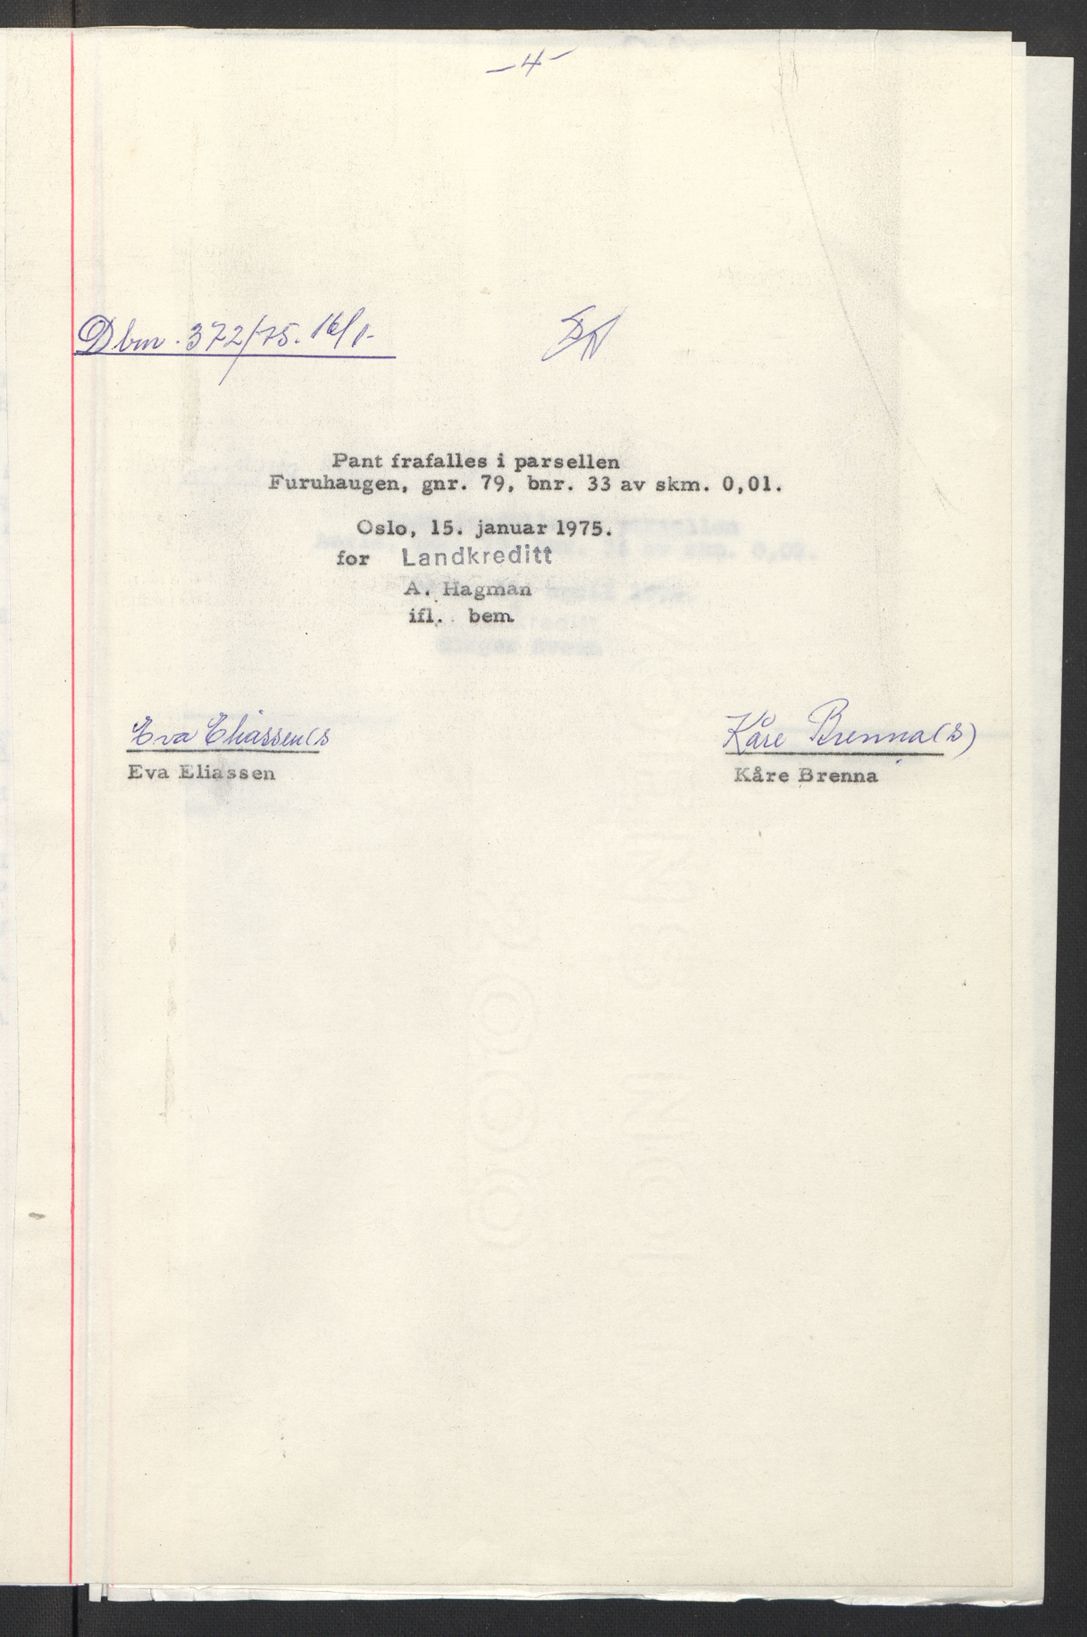 -4-
Dbnr. 372/75. 16/1-
Pant frafalles i parsellen
Furuhaugen, gnr. 79, bnr. 33 av skm. 0,01.
Oslo, 15. januar 1975.
for Landkreditt
A. Hagman
ifl. bem.
Eva Eliassen(s Kåre Brenna(s)
Eva Eliassen Kåre Brenna